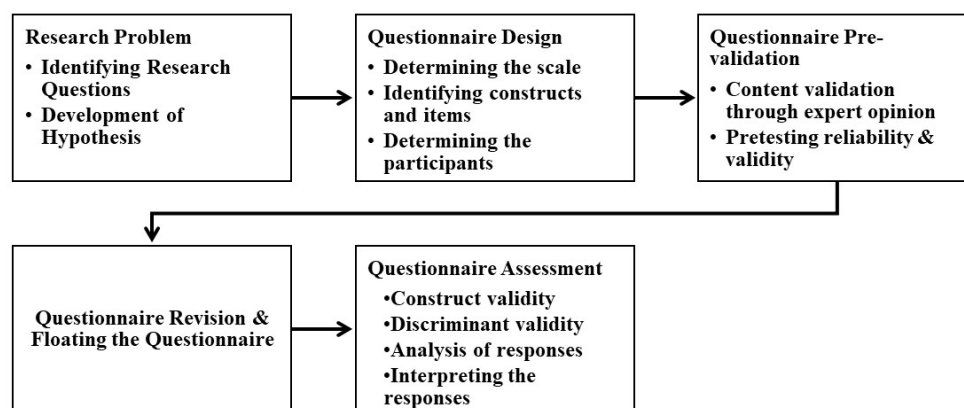 Research Problem
• Identifying Research
Questions
• Development of
Hypothesis
Questionnaire Design
• Determining the scale
• Identifying constructs
and items
• Determining the
participants
Questionnaire Pre-
validation
• Content validation
through expert opinion
• Pretesting reliability &
validity
Questionnaire Revision &
Floating the Questionnaire
Questionnaire Assessment
•Construct validity
•Discriminant validity
•Analysis of responses
•Interpreting the
responses